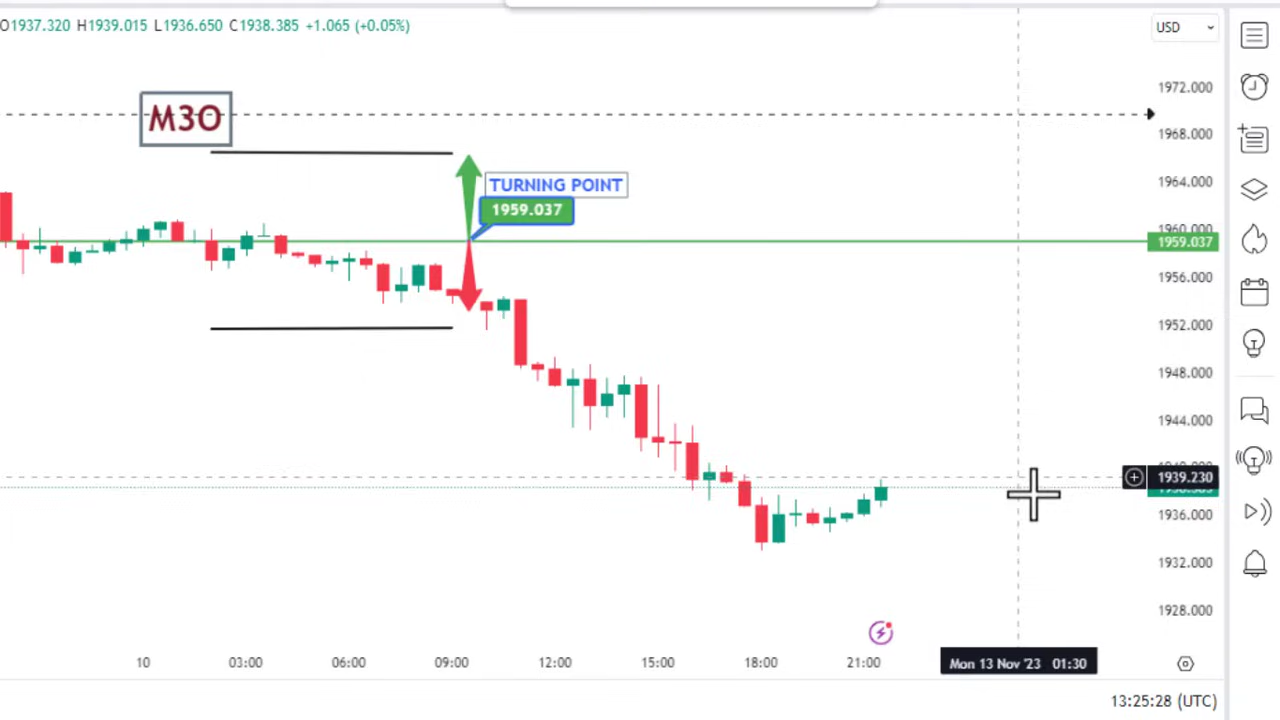 O1937.320 H1939.015 L1936.650 C1938.385 +1.065 (+0.05%)
USD
M30
TURNING POINT
1959.037
1972.000
1968.000
1964.000
1960.000
1959.037
1956.000
1952.000
1948.000
1944.000
1939.230
1936.000
1932.000
1928.000
10 03:00 06:00 09:00 12:00 15:00 18:00 21:00 Mon 13 Nov '23 01:30
13:25:28 (UTC)